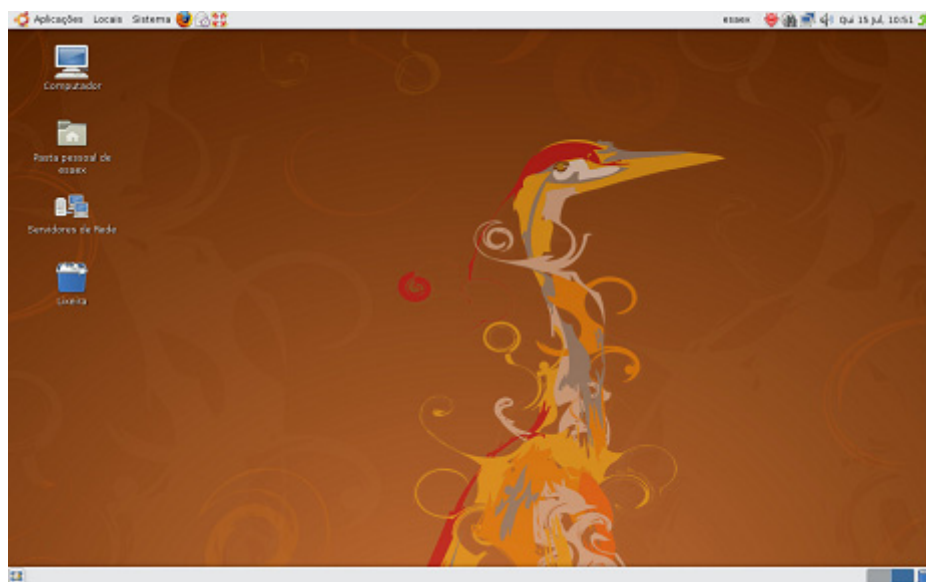 Aplicações Locais Sistema essex Qui 15 Jul, 10:51
Computador
Pasta pessoal de
essex
Servidores de Rede
Lixeira